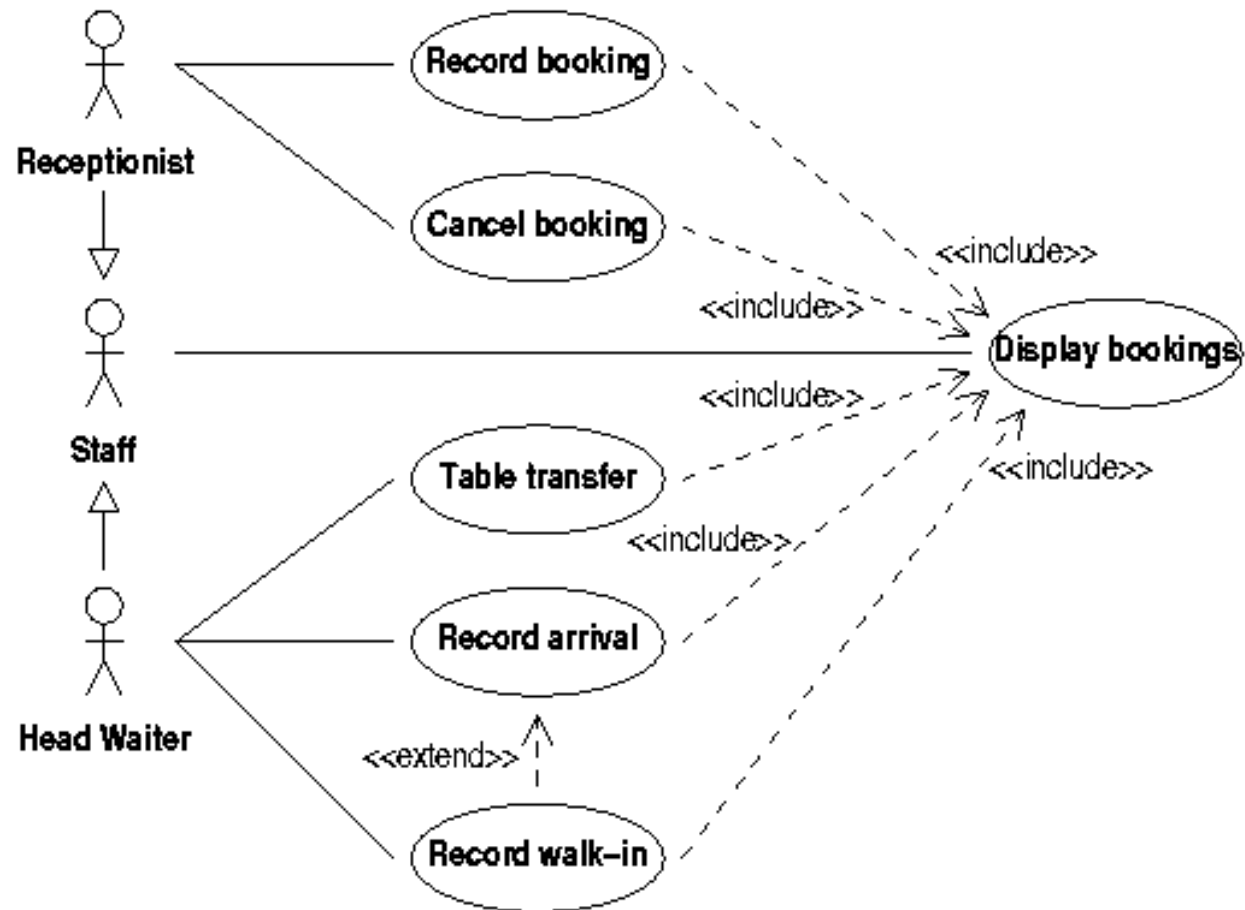 Record booking
Receptionist
Cancel booking
<<include>>
<<include>>
Display bookings
<<include>>
Staff
Table transfer
<<include>>
<<include>>
Record arrival
Head Waiter
<<extend>>
Record walk-in